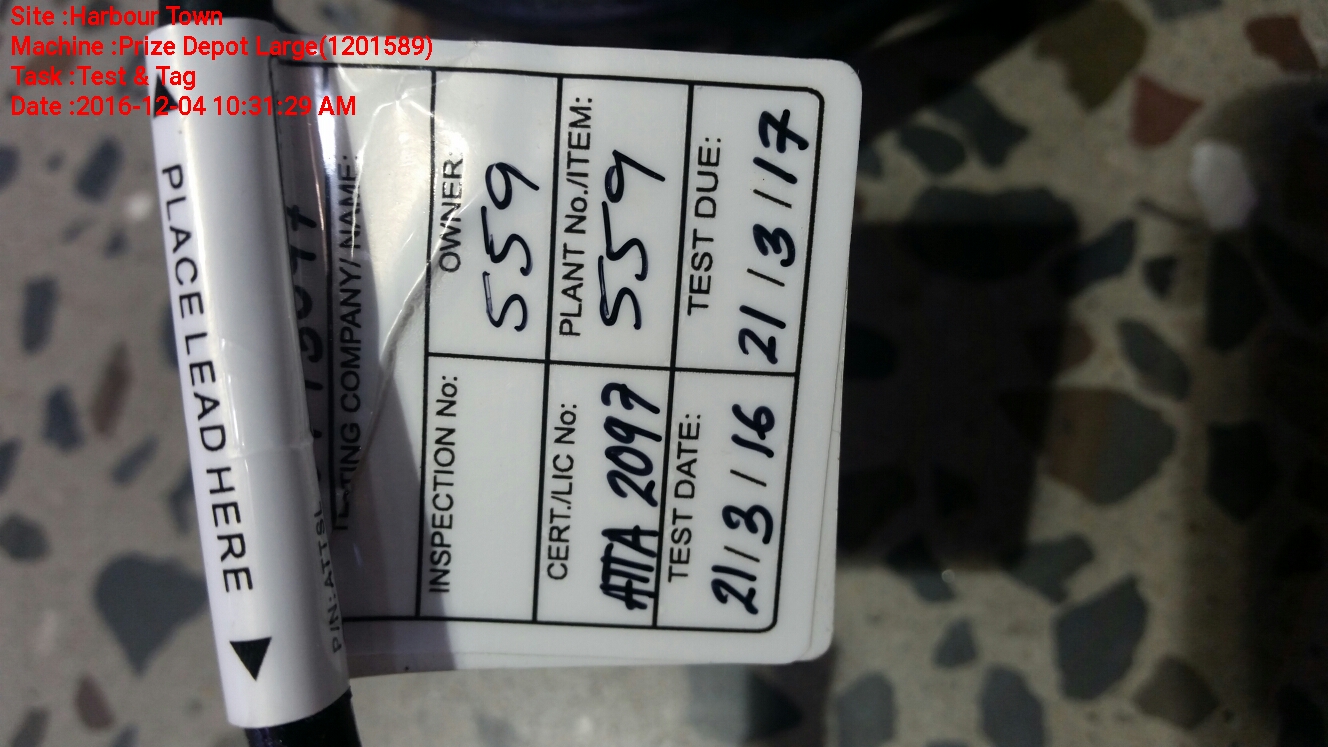 Site :Harbour Town
Machine :Prize Depot Large(1201589)
Task :Test & Tag
Date :2016-12-04 10:31:29 AM
PLACE LEAD HERE
TESTING COMPANY/ NAME:
INSPECTION No:
OWNER:
559
CERT./LIC No:
ATTA 2097
PLANT No./ITEM:
559
TEST DATE:
21/3/16
TEST DUE:
21/3/17